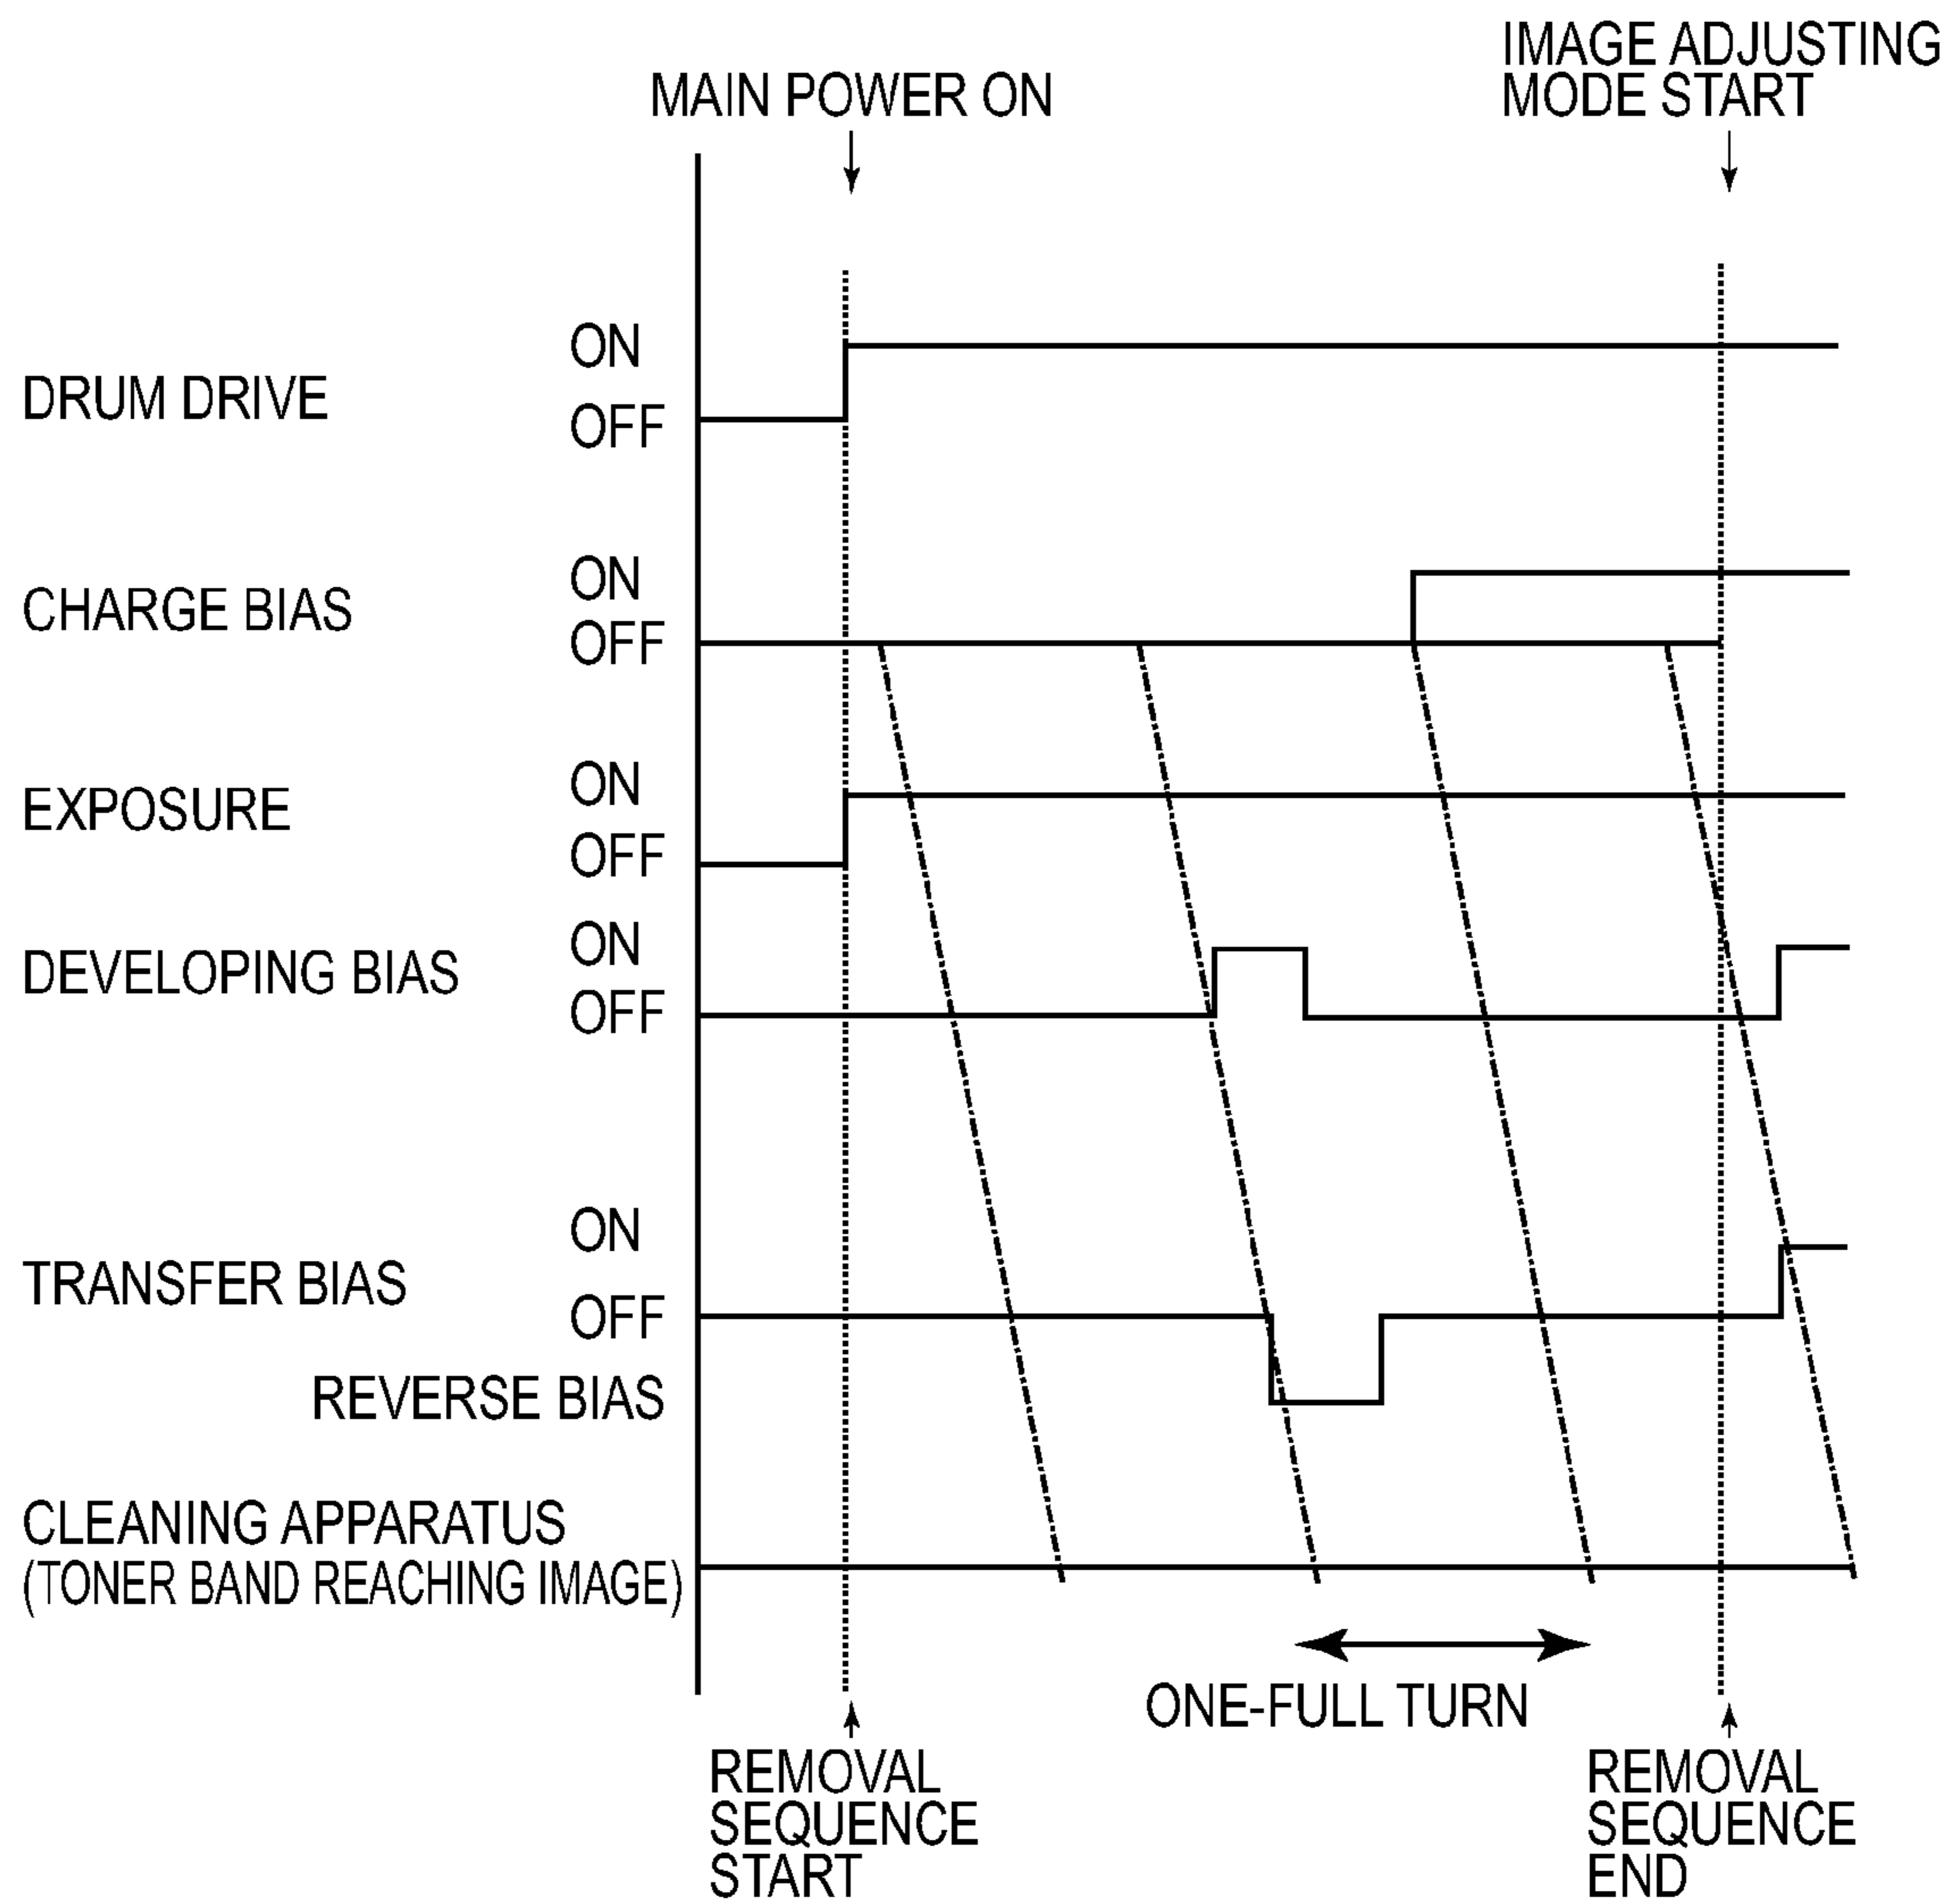 IMAGE ADJUSTING
MODE START
MAIN POWER ON
ON
DRUM DRIVE
OFF
ON
CHARGE BIAS
OFF
ON
EXPOSURE
OFF
ON
DEVELOPING BIAS
OFF
ON
TRANSFER BIAS
OFF
REVERSE BIAS
CLEANING APPARATUS
(TONER BAND REACHING IMAGE)
ONE-FULL TURN
REMOVAL
SEQUENCE
START
REMOVAL
SEQUENCE
END